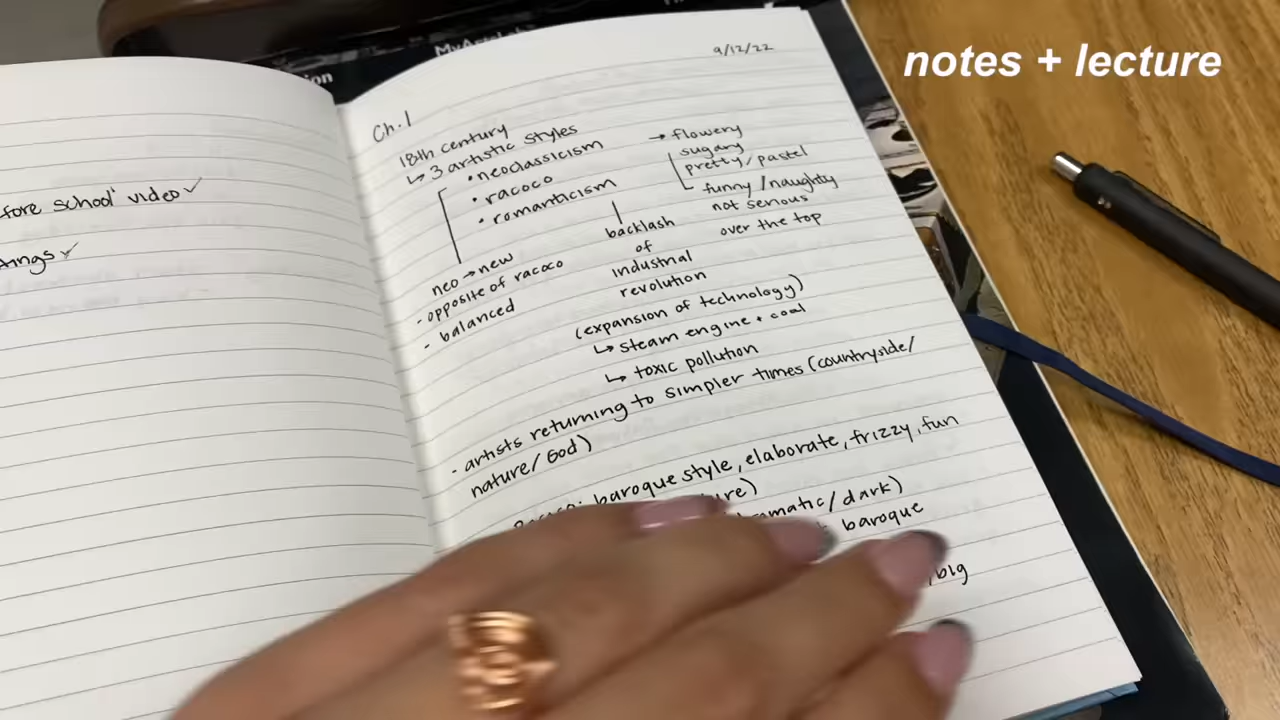 notes + lecture
9/12/22
fore school' video ✓
Ch.1
18th century
↳ 3 artistic styles
• neoclassicism
• racoco
• romanticism
→ flowery
sugary
pretty/pastel
funny/naughty
not serious
over the top
neo → new
- opposite of racoco
- balanced
backlash
of
industrial
revolution
(expansion of technology)
↳ steam engine + coal
↳ toxic pollution
- artists returning to simpler times (countryside/
nature/God)
baroque style, elaborate, frizzy, fun
dark)
baroque
big